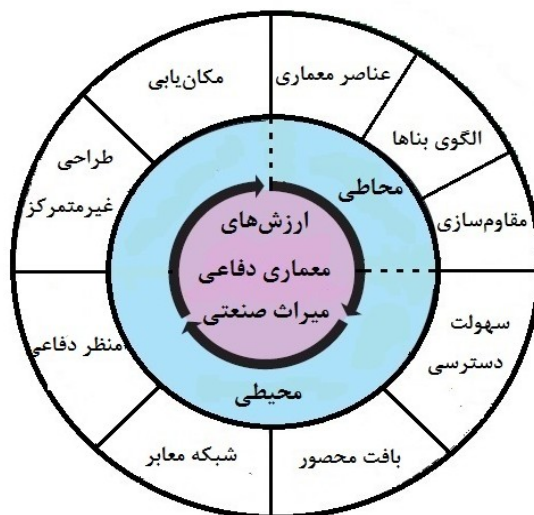 مکان‌یابی
عناصر معماری
الگوی بناها
مقاوم‌سازی
سهولت
دسترسی
بافت محصور
شبکه معابر
منظر دفاعی
طراحی
غیرمتمرکز
محاطی
محیطی
ارزش‌های
معماری دفاعی
میراث صنعتی